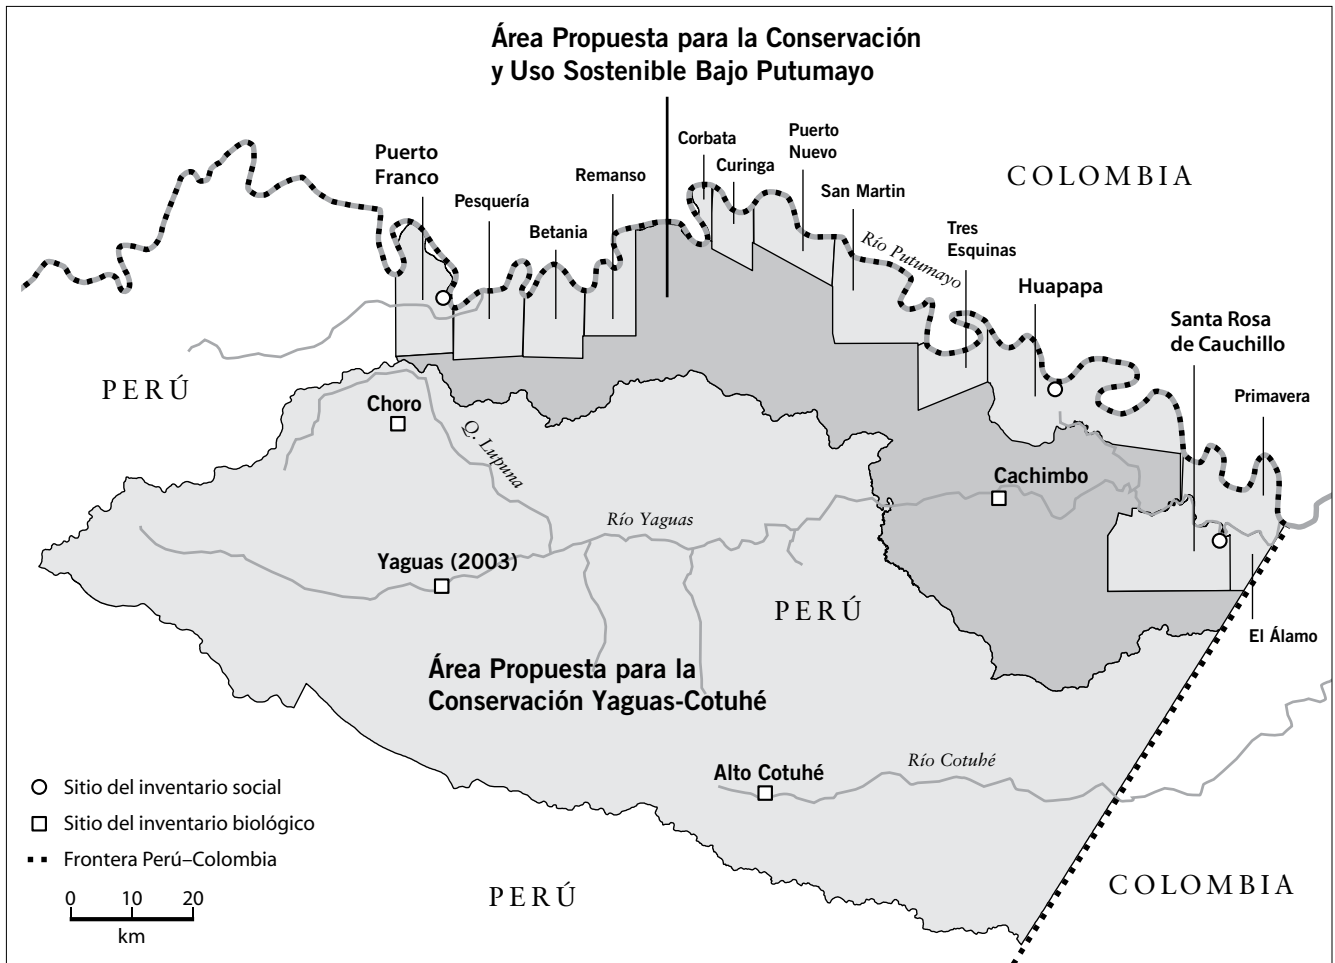 Área Propuesta para la Conservación
y Uso Sostenible Bajo Putumayo
Corbata
Puerto
Nuevo
Puerto
Franco
Curinga
COLOMBIA
Remanso
San Martin
Pesquería
Betania
Tres
Esquinas
Río Putumayo
Huapapa
Santa Rosa
de Cauchillo
PERÚ
Primavera
Choro
Q. Lupuna
Cachimbo
Río Yaguas
Yaguas (2003)
PERÚ
El Álamo
Área Propuesta para la
Conservación Yaguas-Cotuhé
Río Cotuhé
Alto Cotuhé
Sitio del inventario social
Sitio del inventario biológico
Frontera Perú–Colombia
PERÚ
COLOMBIA
0 10 20
km